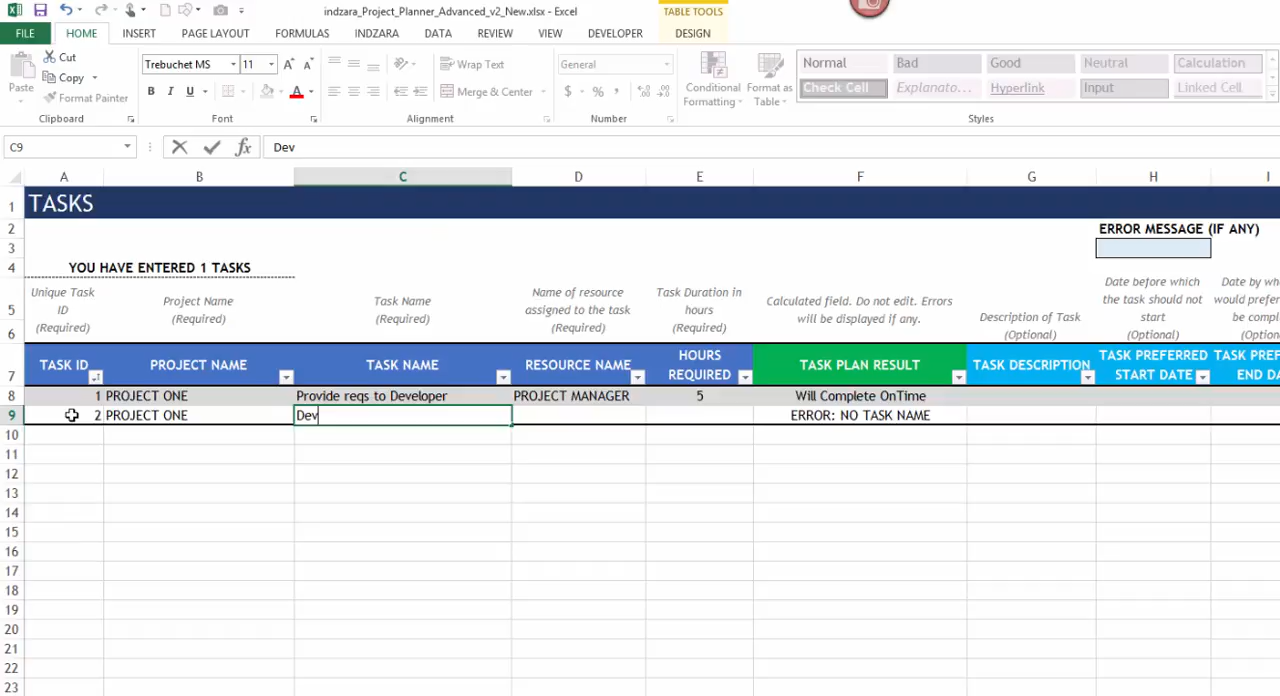 indzara_Project_Planner_Advanced_v2_New.xlsx - Excel
TABLE TOOLS
FILE HOME INSERT PAGE LAYOUT FORMULAS INDZARA DATA REVIEW VIEW DEVELOPER DESIGN
Paste
Cut
Copy
Format Painter
Clipboard
Trebuchet MS 11
B I U
Font
Wrap Text
Merge & Center
Alignment
General
$ % ,
Number
Conditional Formatting
Format as Table
Normal Bad Good Neutral Calculation
Check Cell Explanato... Hyperlink Input Linked Cell
Styles
C9 fx Dev
A B C D E F G H I
1 TASKS
2 ERROR MESSAGE (IF ANY)
3
4 YOU HAVE ENTERED 1 TASKS
5
6
Unique Task
ID
(Required)
Project Name
(Required)
Task Name
(Required)
Name of resource
assigned to the task
(Required)
Task Duration in
hours
(Required)
Calculated field. Do not edit. Errors
will be displayed if any.
Description of Task
(Optional)
Date before which
the task should not
start
(Optional)
Date by wh
would prefer
be compl
(Option
7 TASK ID PROJECT NAME TASK NAME RESOURCE NAME HOURS REQUIRED TASK PLAN RESULT TASK DESCRIPTION TASK PREFERRED START DATE TASK PREF END DA
8 1 PROJECT ONE Provide reqs to Developer PROJECT MANAGER 5 Will Complete OnTime
9 2 PROJECT ONE Dev ERROR: NO TASK NAME
10
11
12
13
14
15
16
17
18
19
20
21
22
23